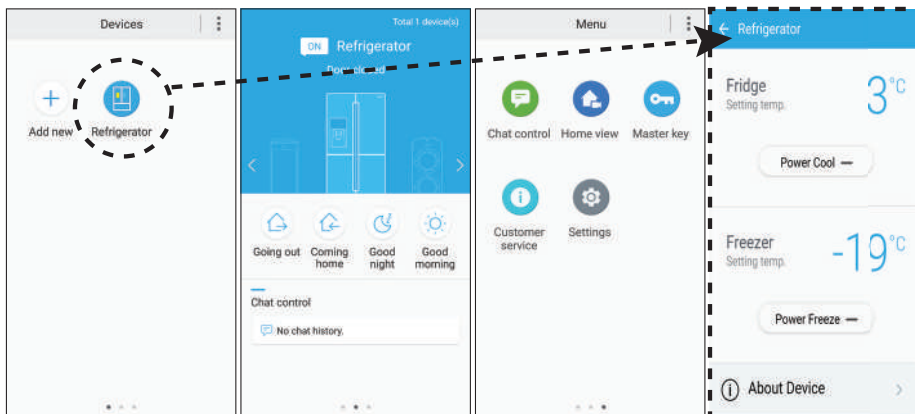 Devices
Add new
Refrigerator
Total 1 device(s)
ON Refrigerator
Door closed
Going out
Coming
home
Good
night
Good
morning
Chat control
No chat history.
Menu
Chat control
Home view
Master key
Customer
service
Settings
Refrigerator
Fridge
Setting temp.
3°C
Power Cool
Freezer
Setting temp.
-19°C
Power Freeze
About Device